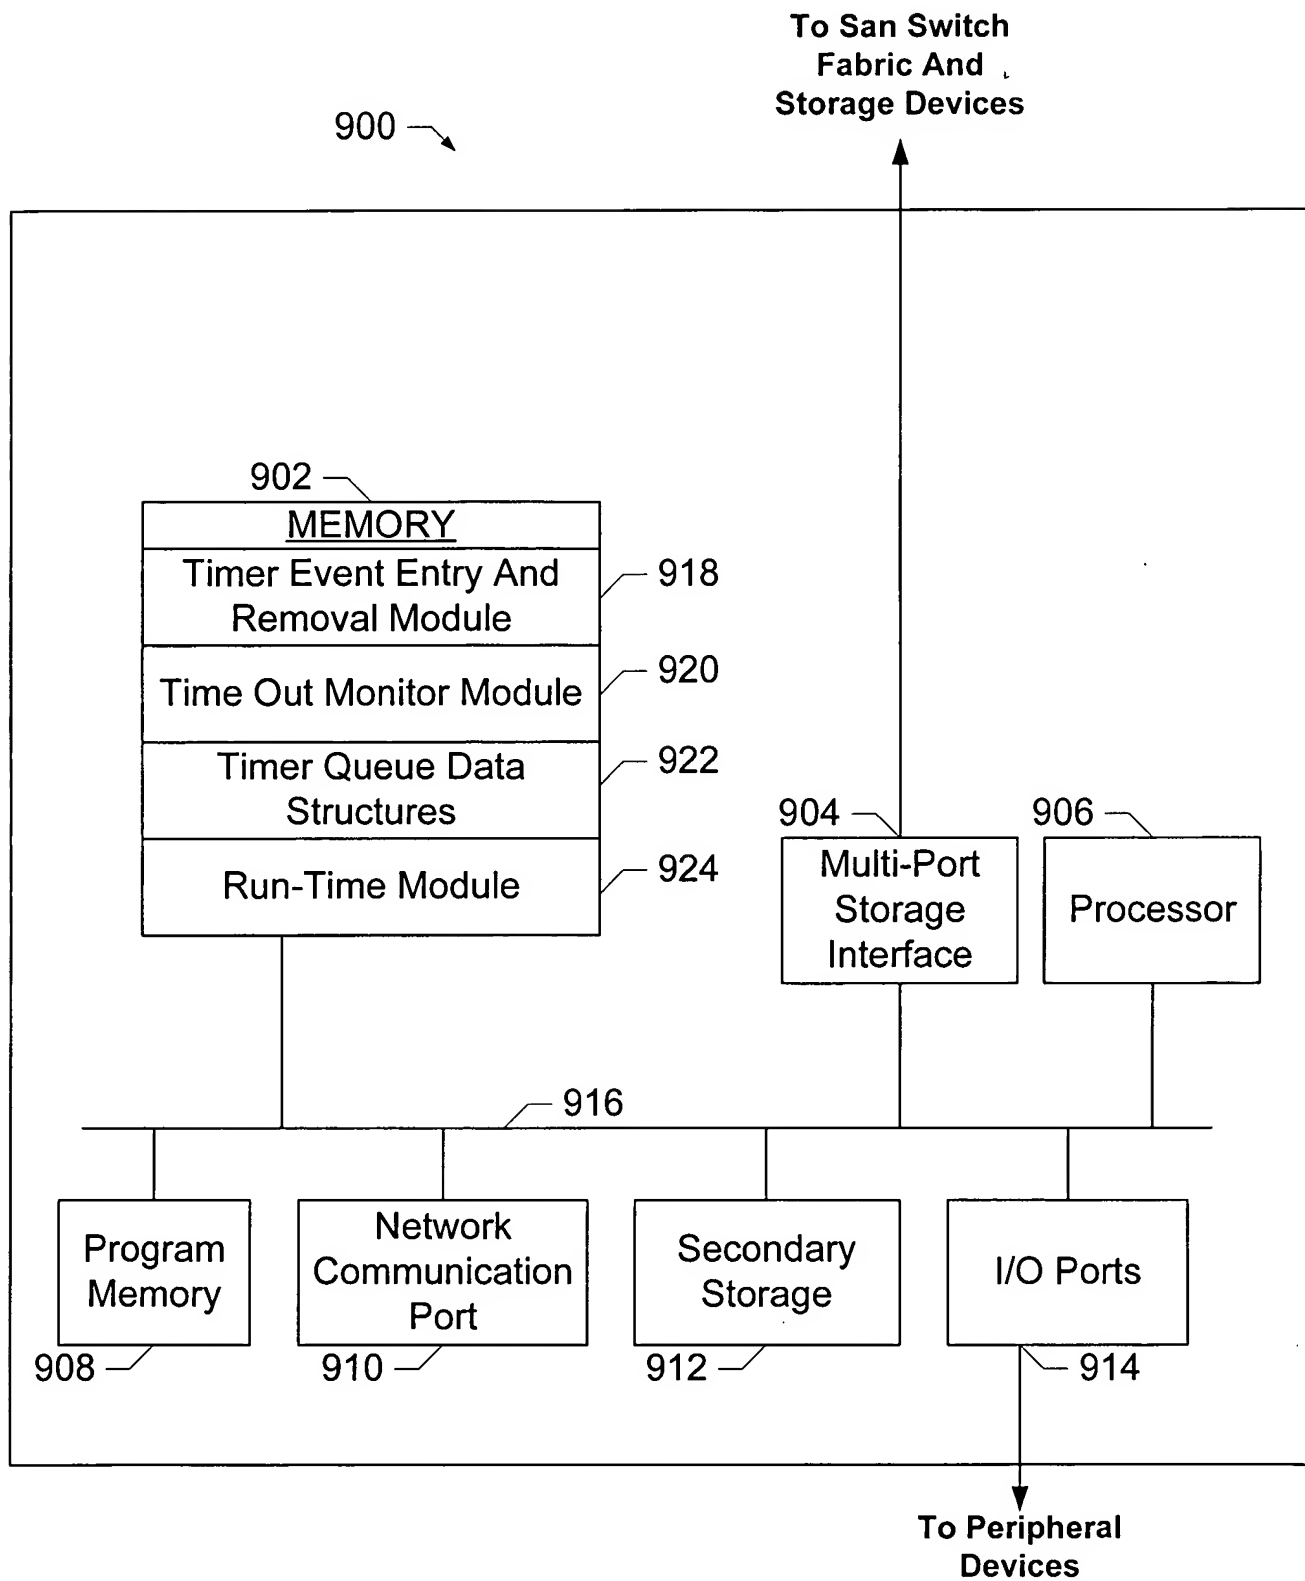 To San Switch
Fabric And
Storage Devices
900
902
MEMORY
Timer Event Entry And
Removal Module
918
Time Out Monitor Module
920
Timer Queue Data
Structures
922
Run-Time Module
924
904
Multi-Port
Storage
Interface
906
Processor
916
Program
Memory
908
Network
Communication
Port
910
Secondary
Storage
912
I/O Ports
914
To Peripheral
Devices